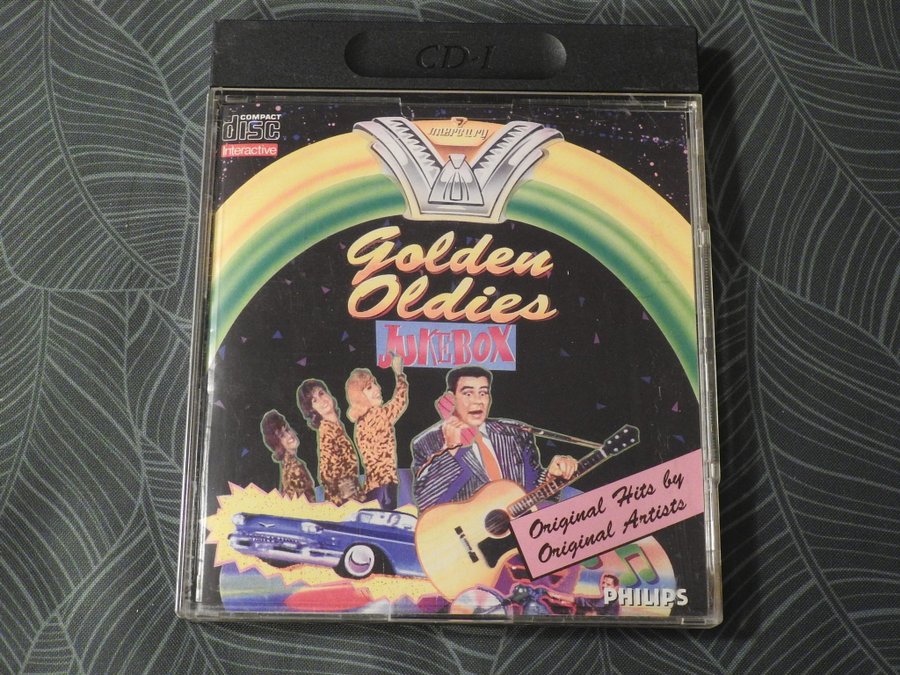 CD-I
COMPACT
disc
Interactive
mercury
Golden
Oldies
JUKEBOX
Original Hits by
Original Artists
PHILIPS